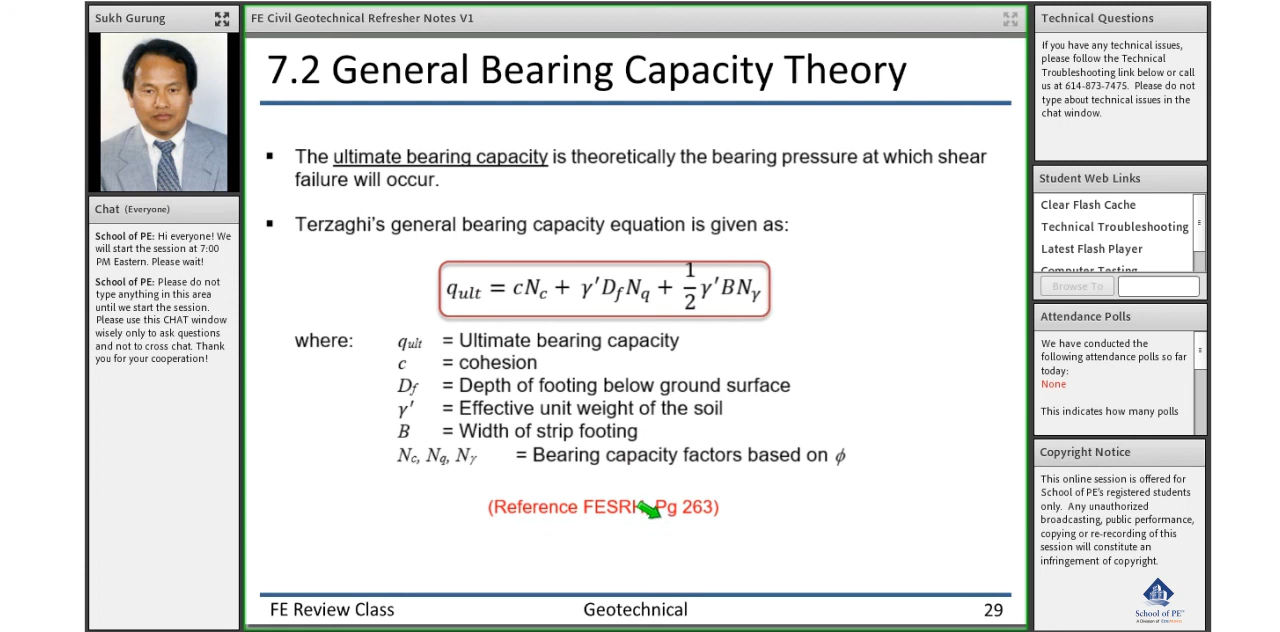 Sukh Gurung
Chat (Everyone)
School of PE: Hi everyone! We
will start the session at 7:00
PM Eastern. Please wait!
School of PE: Please do not
type anything in this area
until we start the session.
Please use this CHAT window
wisely only to ask questions
and not to cross chat. Thank
you for your cooperation!
FE Civil Geotechnical Refresher Notes V1
7.2 General Bearing Capacity Theory
▪ The ultimate bearing capacity is theoretically the bearing pressure at which shear
failure will occur.
▪ Terzaghi's general bearing capacity equation is given as:
q_ult = cN_c + γ′D_fN_q + 1/2 γ′BN_γ
where: q_ult = Ultimate bearing capacity
c = cohesion
D_f = Depth of footing below ground surface
γ′ = Effective unit weight of the soil
B = Width of strip footing
N_c, N_q, N_γ = Bearing capacity factors based on ϕ
(Reference Pg 263)
FE Review Class Geotechnical 29
Technical Questions
If you have any technical issues,
please follow the Technical
Troubleshooting link below or call
us at 614-873-7475. Please do not
type about technical issues in the
chat window.
Student Web Links
Clear Flash Cache
Technical Troubleshooting
Latest Flash Player
Computer Testing
Browse To
Attendance Polls
We have conducted the
following attendance polls so far
today:
None
This indicates how many polls
Copyright Notice
This online session is offered for
School of PE's registered students
only. Any unauthorized
broadcasting, public performance,
copying or re-recording of this
session will constitute an
infringement of copyright.
School of PE